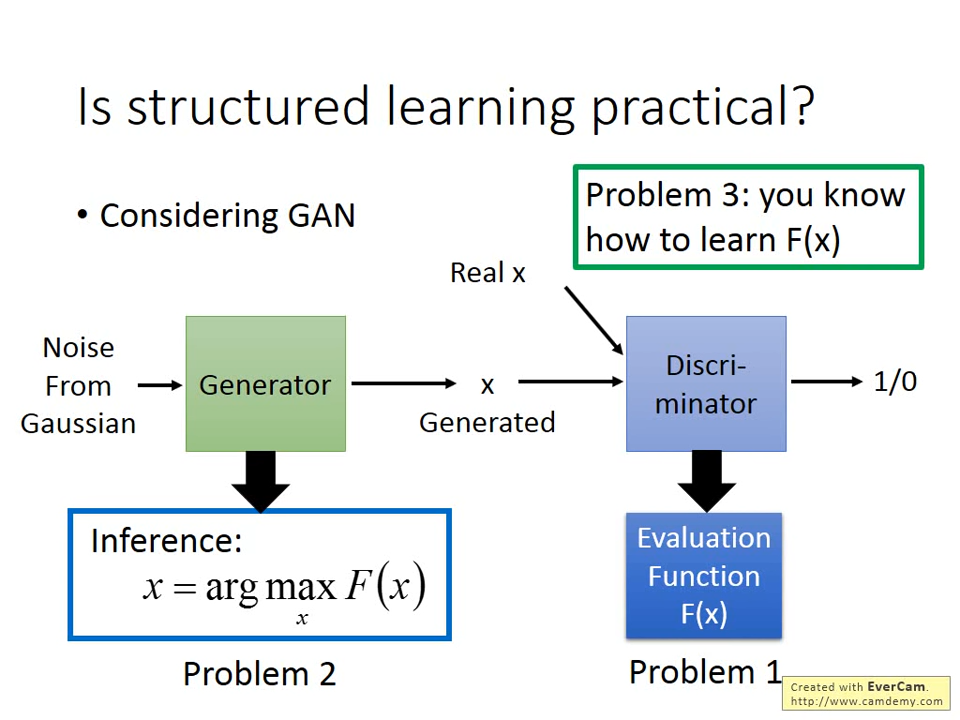 Is structured learning practical?
• Considering GAN
Problem 3: you know
how to learn F(x)
Real x
Noise
From
Gaussian
Generator
x
Generated
Discri-
minator
1/0
Inference:
x = arg max F(x)
x
Evaluation
Function
F(x)
Problem 2
Problem 1
Created with EverCam.
http://www.camdemy.com